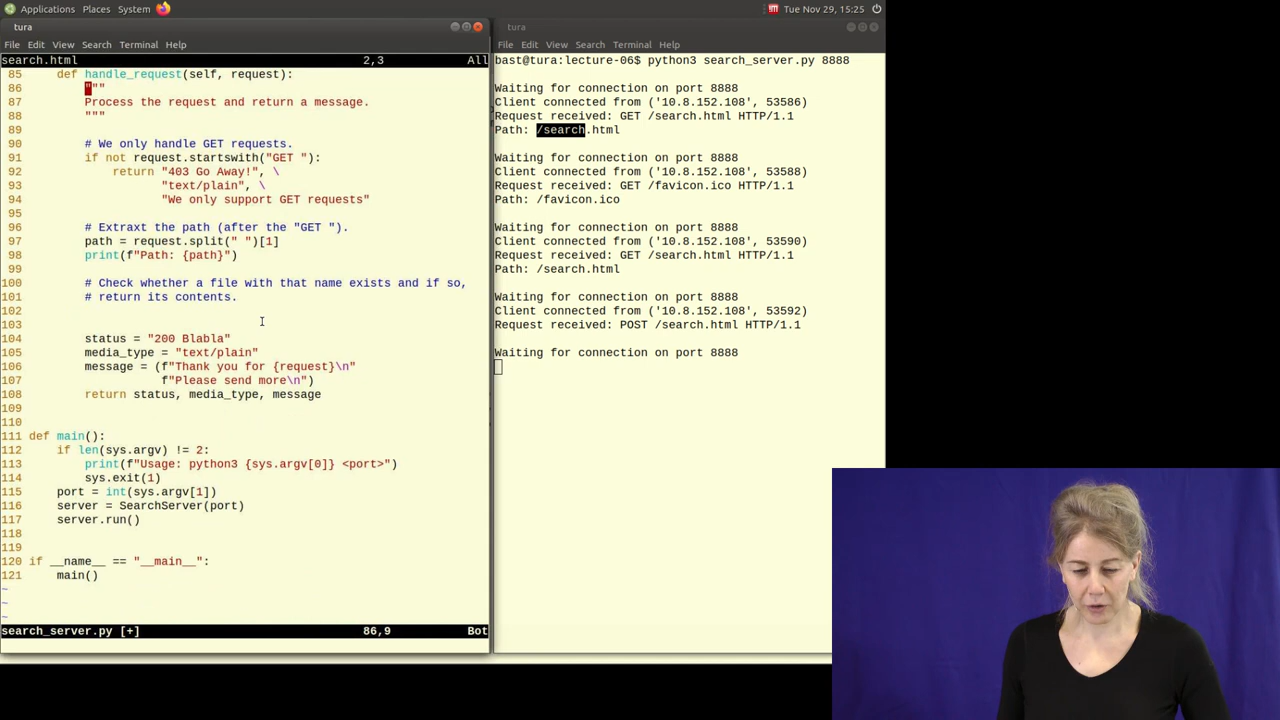 Applications Places System
Tue Nov 29, 15:25
tura
File Edit View Search Terminal Help
search.html 2,3 All
85 def handle_request(self, request):
86 """
87 Process the request and return a message.
88 """
89
90 # We only handle GET requests.
91 if not request.startswith("GET "):
92 return "403 Go Away!", \
93 "text/plain", \
94 "We only support GET requests"
95
96 # Extraxt the path (after the "GET ").
97 path = request.split(" ")[1]
98 print(f"Path: {path}")
99
100 # Check whether a file with that name exists and if so,
101 # return its contents.
102
103
104 status = "200 Blabla"
105 media_type = "text/plain"
106 message = (f"Thank you for {request}\n"
107 f"Please send more\n")
108 return status, media_type, message
109
110
111 def main():
112 if len(sys.argv) != 2:
113 print(f"Usage: python3 {sys.argv[0]} <port>")
114 sys.exit(1)
115 port = int(sys.argv[1])
116 server = SearchServer(port)
117 server.run()
118
119
120 if __name__ == "__main__":
121 main()
~
~
~
search_server.py [+] 86,9 Bot
tura
File Edit View Search Terminal Help
bast@tura:lecture-06$ python3 search_server.py 8888
Waiting for connection on port 8888
Client connected from ('10.8.152.108', 53586)
Request received: GET /search.html HTTP/1.1
Path: /search.html
Waiting for connection on port 8888
Client connected from ('10.8.152.108', 53588)
Request received: GET /favicon.ico HTTP/1.1
Path: /favicon.ico
Waiting for connection on port 8888
Client connected from ('10.8.152.108', 53590)
Request received: GET /search.html HTTP/1.1
Path: /search.html
Waiting for connection on port 8888
Client connected from ('10.8.152.108', 53592)
Request received: POST /search.html HTTP/1.1
Waiting for connection on port 8888